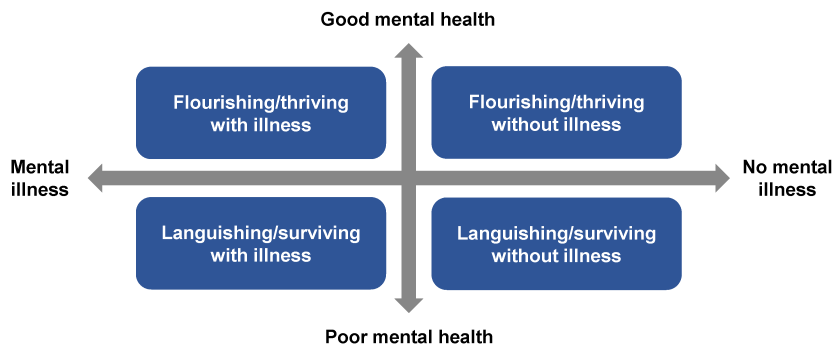 Good mental health
Flourishing/thriving
with illness
Flourishing/thriving
without illness
Mental
illness
No mental
illness
Languishing/surviving
with illness
Languishing/surviving
without illness
Poor mental health